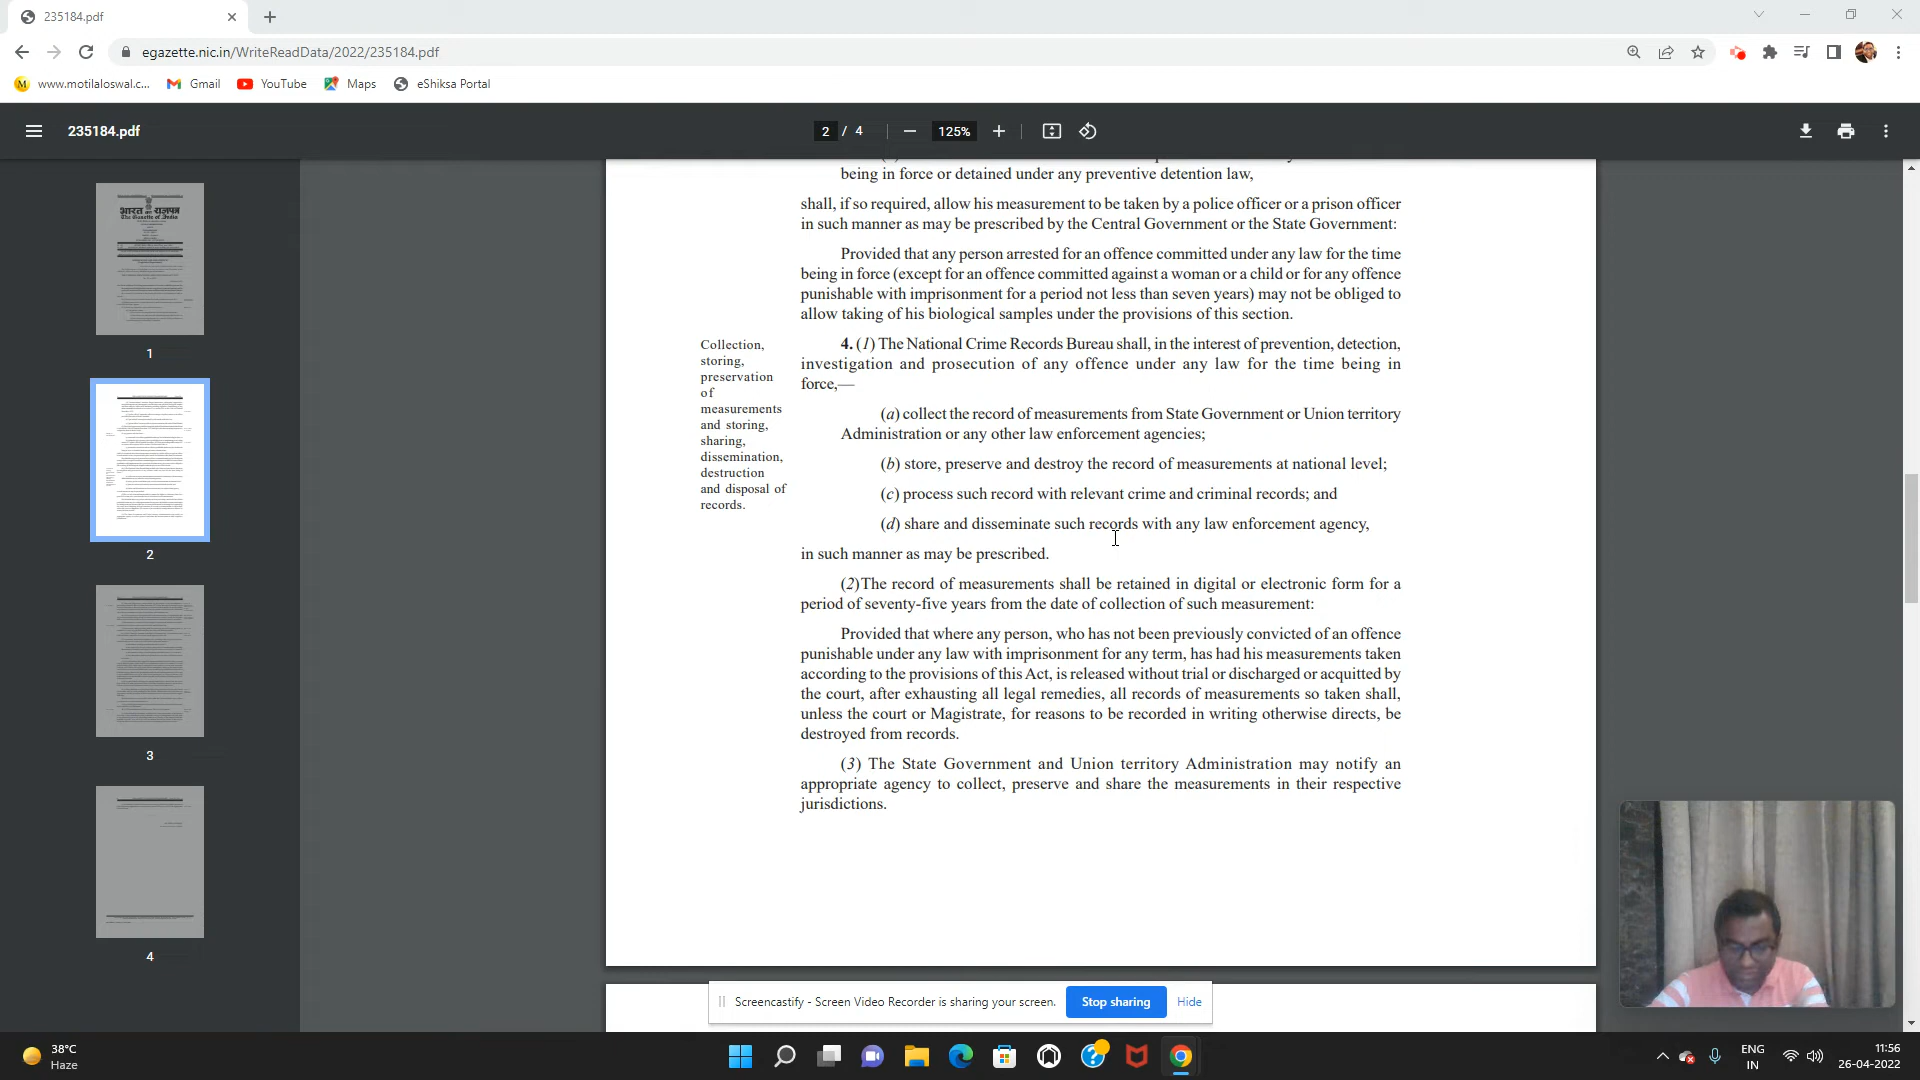 235184.pdf
egazette.nic.in/WriteReadData/2022/235184.pdf
www.motilaloswal.c... Gmail YouTube Maps eShiksa Portal
235184.pdf 2 / 4 125%
भारत का राजपत्र
The Gazette of India
1
2
3
4
being in force or detained under any preventive detention law,
shall, if so required, allow his measurement to be taken by a police officer or a prison officer
in such manner as may be prescribed by the Central Government or the State Government:
Provided that any person arrested for an offence committed under any law for the time
being in force (except for an offence committed against a woman or a child or for any offence
punishable with imprisonment for a period not less than seven years) may not be obliged to
allow taking of his biological samples under the provisions of this section.
Collection,
storing,
preservation
of
measurements
and storing,
sharing,
dissemination,
destruction
and disposal of
records.
4. (1) The National Crime Records Bureau shall, in the interest of prevention, detection,
investigation and prosecution of any offence under any law for the time being in
force,—
(a) collect the record of measurements from State Government or Union territory
Administration or any other law enforcement agencies;
(b) store, preserve and destroy the record of measurements at national level;
(c) process such record with relevant crime and criminal records; and
(d) share and disseminate such records with any law enforcement agency,
in such manner as may be prescribed.
(2)The record of measurements shall be retained in digital or electronic form for a
period of seventy-five years from the date of collection of such measurement:
Provided that where any person, who has not been previously convicted of an offence
punishable under any law with imprisonment for any term, has had his measurements taken
according to the provisions of this Act, is released without trial or discharged or acquitted by
the court, after exhausting all legal remedies, all records of measurements so taken shall,
unless the court or Magistrate, for reasons to be recorded in writing otherwise directs, be
destroyed from records.
(3) The State Government and Union territory Administration may notify an
appropriate agency to collect, preserve and share the measurements in their respective
jurisdictions.
Screencastify - Screen Video Recorder is sharing your screen. Stop sharing Hide
38°C
Haze
ENG
IN
11:56
26-04-2022